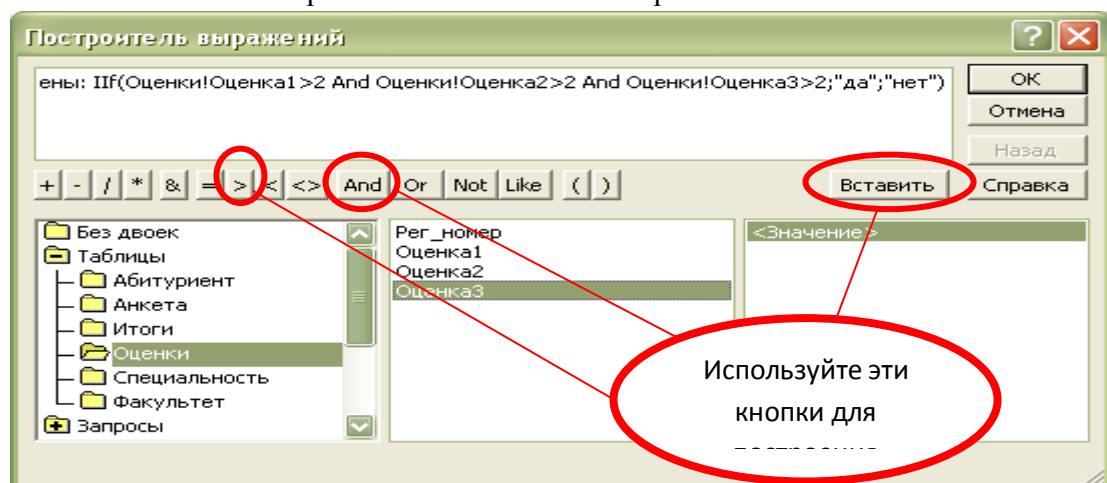 Построитель выражений
ены: IIf(Оценки!Оценка1>2 And Оценки!Оценка2>2 And Оценки!Оценка3>2;"да";"нет")
ОК
Отмена
Назад
+ - / * & = > < <> And Or Not Like ( ) Вставить Справка
Без двоек
Таблицы
Абитуриент
Анкета
Итоги
Оценки
Специальность
Факультет
Запросы
Рег_номер
Оценка1
Оценка2
Оценка3
<Значение>
Используйте эти
кнопки для